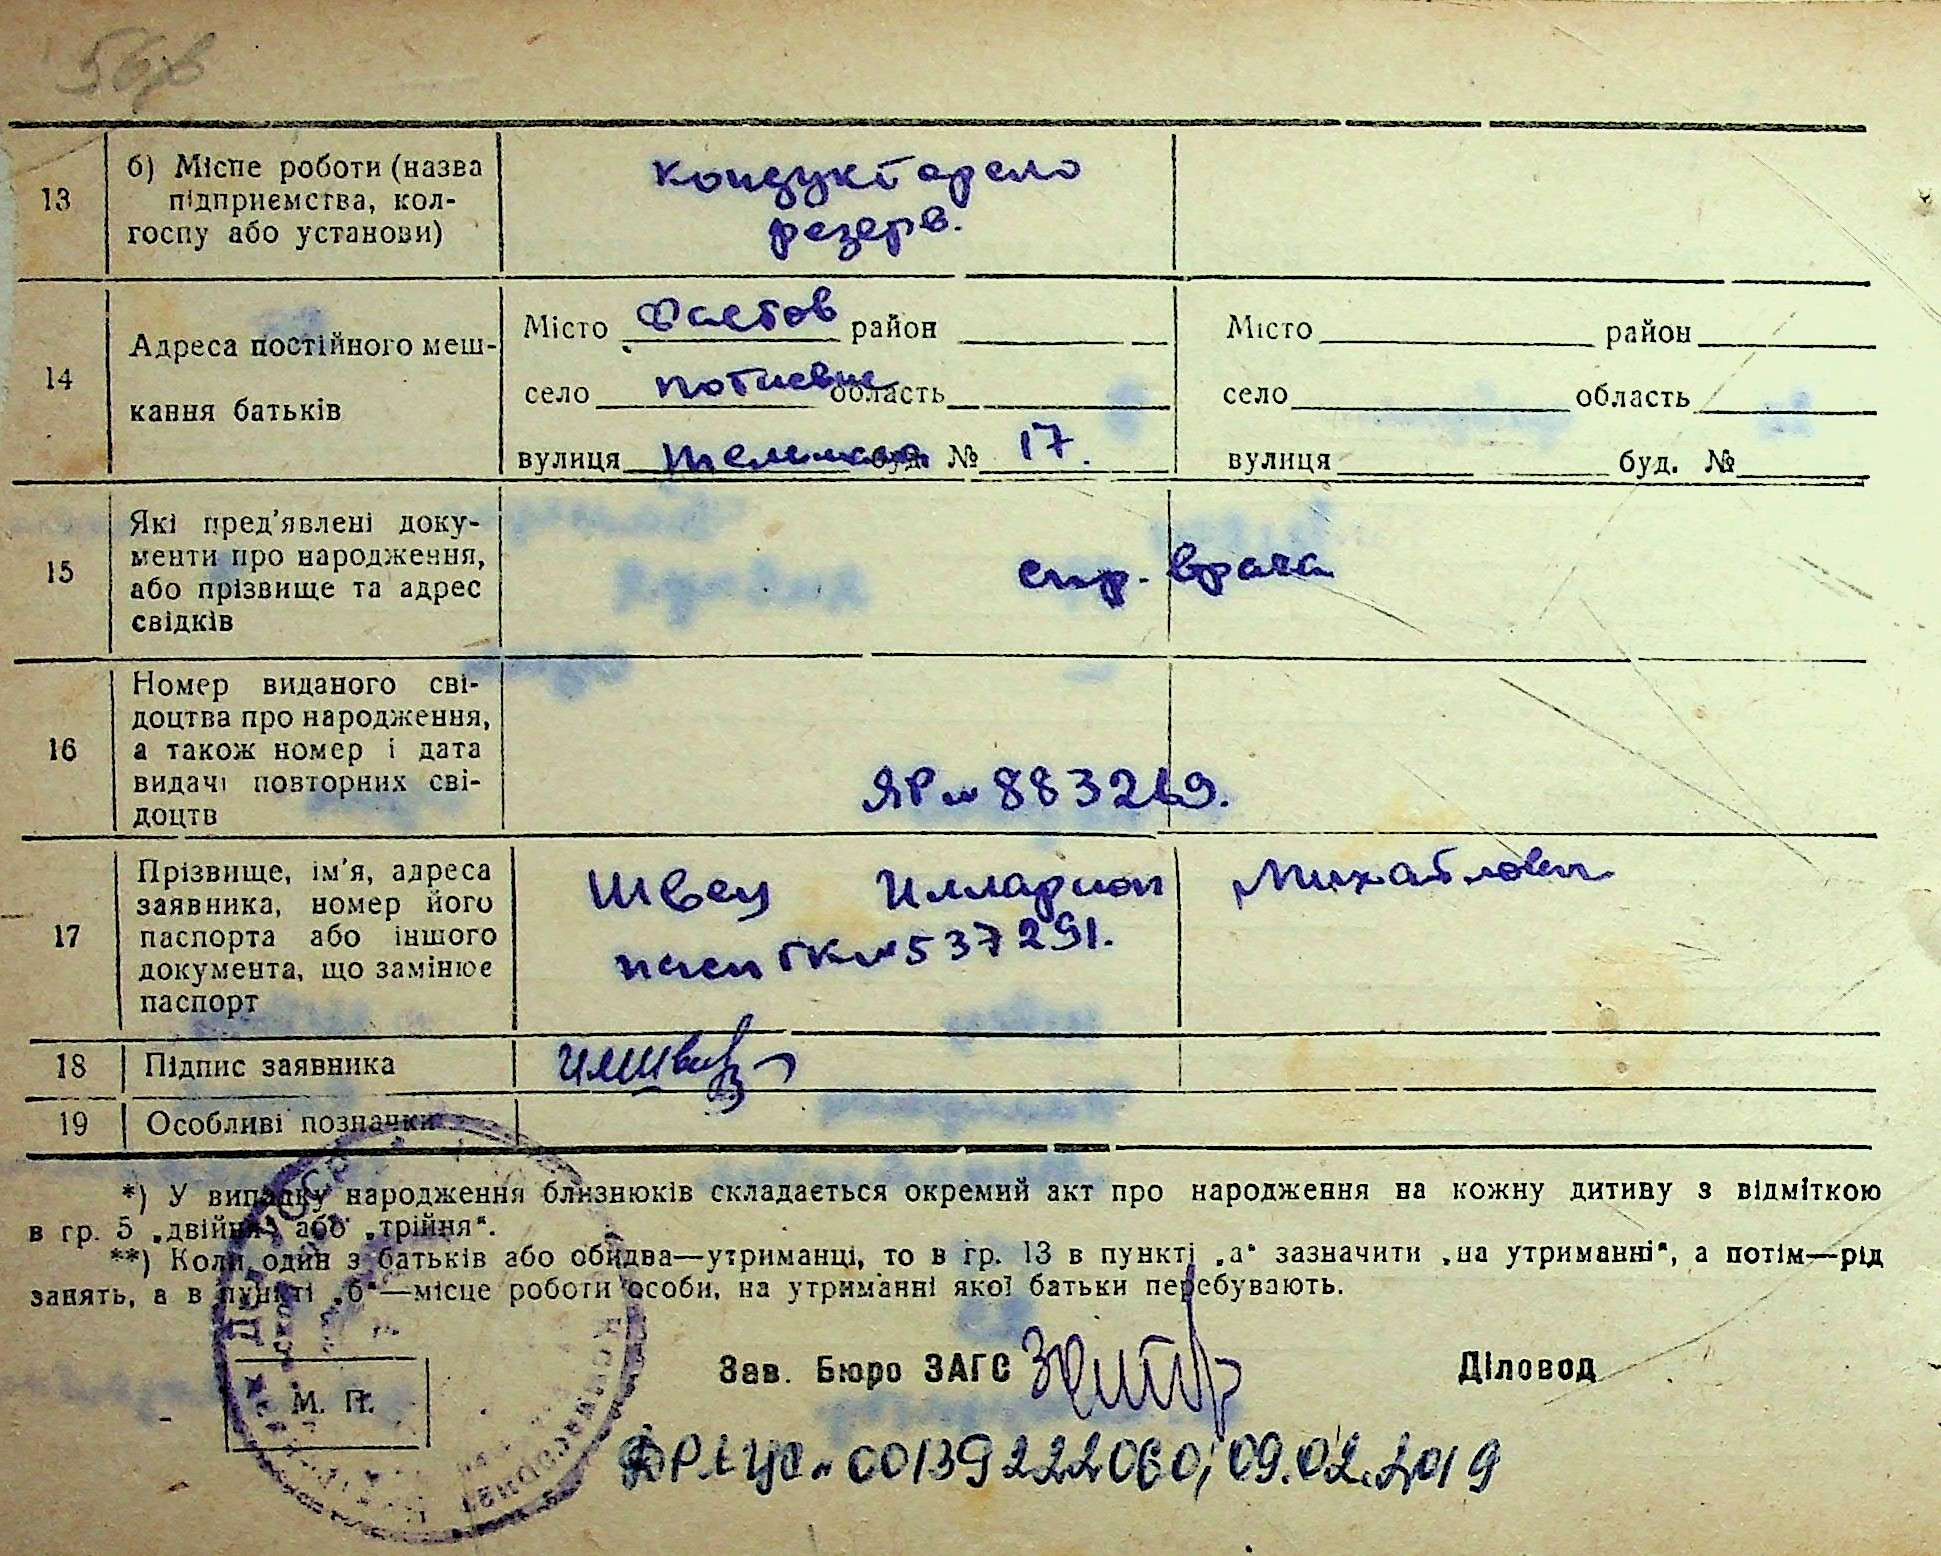 13
б) Місце роботи (назва
підприємства, кол-
госпу або установи)
резерв.
14
Адреса постійного меш-
кання батьків
Місто Фастов район
село область
вулиця буд. № 17.
Місто район
село область
вулиця буд. №
15
Які пред'явлені доку-
менти про народження,
або прізвище та адрес
свідків
спр. врача
16
Номер виданого сві-
доцтва про народження,
а також номер і дата
видачі повторних сві-
доцтв
ЯР № 883269.
17
Прізвище, ім'я, адреса
заявника, номер його
паспорта або іншого
документа, що замінює
паспорт
Швец Илларион Михайлович
ГК № 537291.
18
Підпис заявника
19
Особливі позначки
*) У випадку народження близнюків складається окремий акт про народження на кожну дитину з відміткою
в гр. 5 „двійня“ або „трійня“.
**) Коли один з батьків або обидва—утриманці, то в гр. 13 в пункті „а“ зазначити „на утриманні“, а потім—рід
занять, а в пункті „б“—місце роботи особи, на утриманні якої батьки перебувають.
Зав. Бюро ЗАГС
Діловод
М. П.
ДРАЦС № 00139222060, 09.02.2019